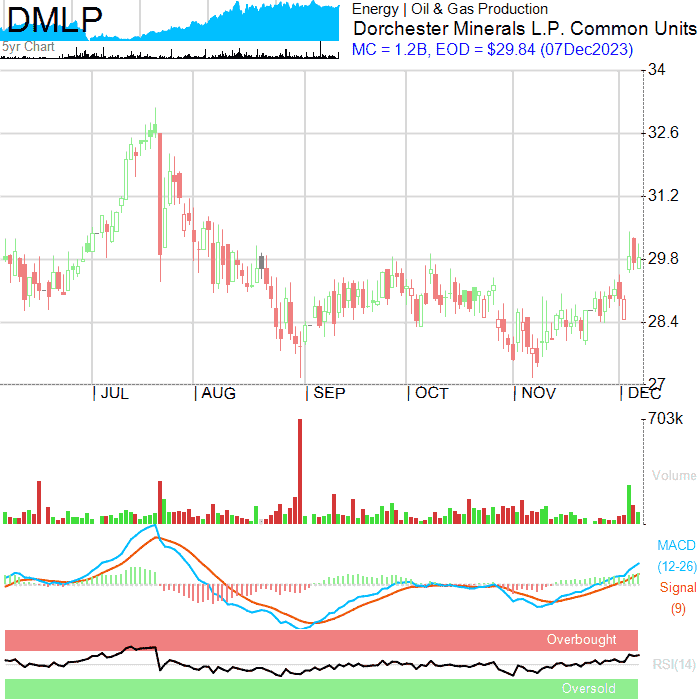 DMLP
5yr Chart
Energy | Oil & Gas Production
Dorchester Minerals L.P. Common Units
MC = 1.2B, EOD = $29.84 (07Dec2023)
34
32.6
31.2
29.8
28.4
27
| JUL | AUG | SEP | OCT | NOV | DEC
703k
Volume
MACD
(12-26)
Signal
(9)
Overbought
RSI(14)
Oversold